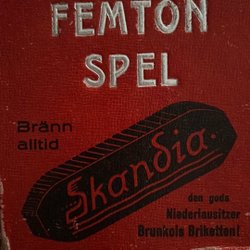 FEMTON
SPEL
Bränn
alltid
Skandia.
den goda
Niederlausitzer
Brunkols Briketten!